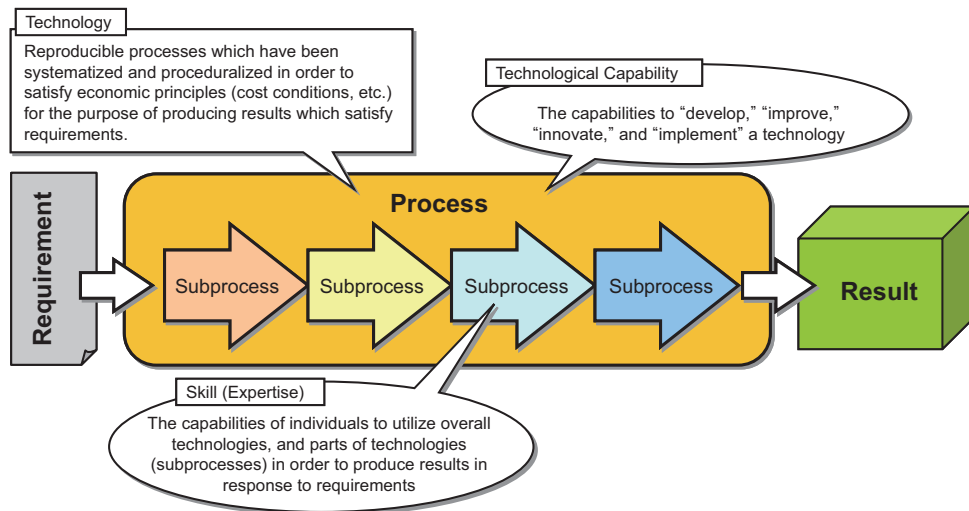 Technology
Reproducible processes which have been
systematized and proceduralized in order to
satisfy economic principles (cost conditions, etc.)
for the purpose of producing results which satisfy
requirements.
Technological Capability
The capabilities to “develop,” “improve,”
“innovate,” and “implement” a technology
Requirement
Process
Subprocess
Subprocess
Subprocess
Subprocess
Result
Skill (Expertise)
The capabilities of individuals to utilize overall
technologies, and parts of technologies
(subprocesses) in order to produce results in
response to requirements